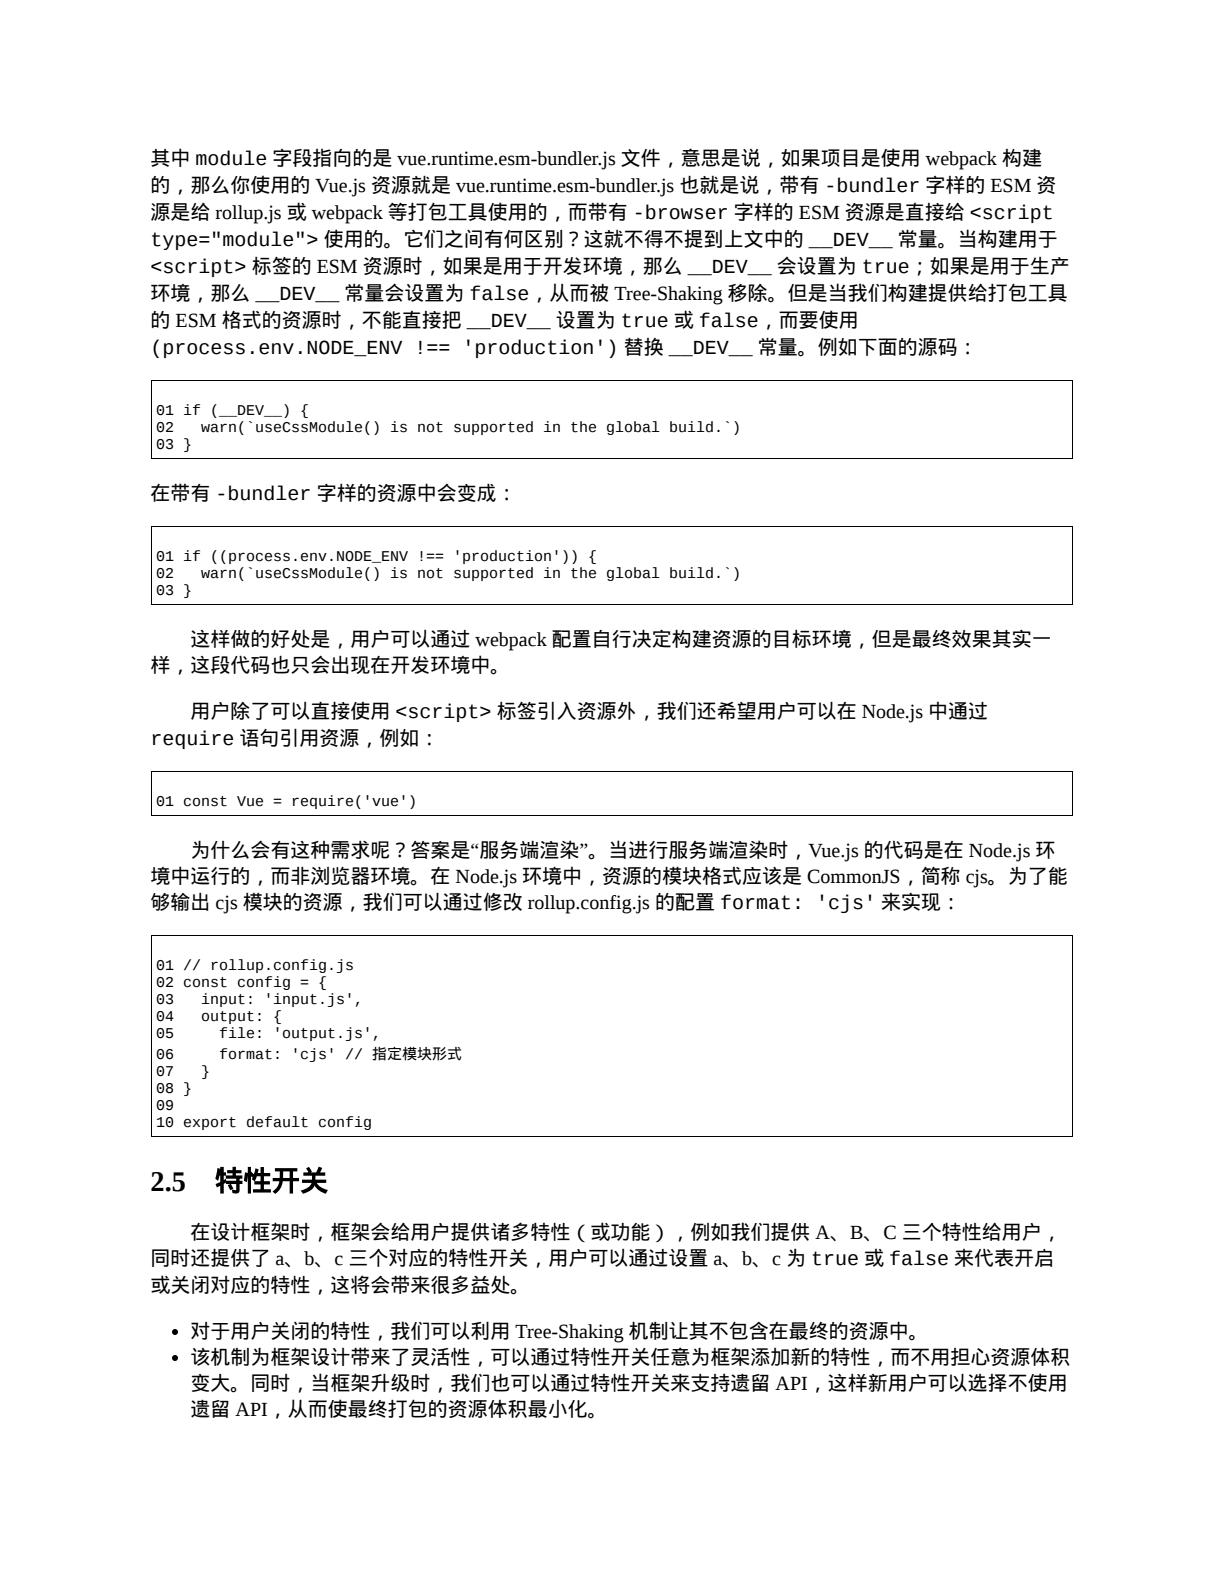 其中 module 字段指向的是 vue.runtime.esm-bundler.js 文件，意思是说，如果项目是使用 webpack 构建
的，那么你使用的 Vue.js 资源就是 vue.runtime.esm-bundler.js 也就是说，带有 -bundler 字样的 ESM 资
源是给 rollup.js 或 webpack 等打包工具使用的，而带有 -browser 字样的 ESM 资源是直接给 <script
type="module"> 使用的。它们之间有何区别？这就不得不提到上文中的 __DEV__ 常量。当构建用于
<script> 标签的 ESM 资源时，如果是用于开发环境，那么 __DEV__ 会设置为 true；如果是用于生产
环境，那么 __DEV__ 常量会设置为 false，从而被 Tree-Shaking 移除。但是当我们构建提供给打包工具
的 ESM 格式的资源时，不能直接把 __DEV__ 设置为 true 或 false，而要使用
(process.env.NODE_ENV !== 'production') 替换 __DEV__ 常量。例如下面的源码：
01 if (__DEV__) {
02   warn(`useCssModule() is not supported in the global build.`)
03 }
在带有 -bundler 字样的资源中会变成：
01 if ((process.env.NODE_ENV !== 'production')) {
02   warn(`useCssModule() is not supported in the global build.`)
03 }
这样做的好处是，用户可以通过 webpack 配置自行决定构建资源的目标环境，但是最终效果其实一
样，这段代码也只会出现在开发环境中。
用户除了可以直接使用 <script> 标签引入资源外，我们还希望用户可以在 Node.js 中通过
require 语句引用资源，例如：
01 const Vue = require('vue')
为什么会有这种需求呢？答案是“服务端渲染”。当进行服务端渲染时，Vue.js 的代码是在 Node.js 环
境中运行的，而非浏览器环境。在 Node.js 环境中，资源的模块格式应该是 CommonJS，简称 cjs。为了能
够输出 cjs 模块的资源，我们可以通过修改 rollup.config.js 的配置 format: 'cjs' 来实现：
01 // rollup.config.js
02 const config = {
03   input: 'input.js',
04   output: {
05     file: 'output.js',
06     format: 'cjs' // 指定模块形式
07   }
08 }
09
10 export default config
2.5　特性开关
在设计框架时，框架会给用户提供诸多特性（或功能），例如我们提供 A、B、C 三个特性给用户，
同时还提供了 a、b、c 三个对应的特性开关，用户可以通过设置 a、b、c 为 true 或 false 来代表开启
或关闭对应的特性，这将会带来很多益处。
• 对于用户关闭的特性，我们可以利用 Tree-Shaking 机制让其不包含在最终的资源中。
• 该机制为框架设计带来了灵活性，可以通过特性开关任意为框架添加新的特性，而不用担心资源体积
变大。同时，当框架升级时，我们也可以通过特性开关来支持遗留 API，这样新用户可以选择不使用
遗留 API，从而使最终打包的资源体积最小化。